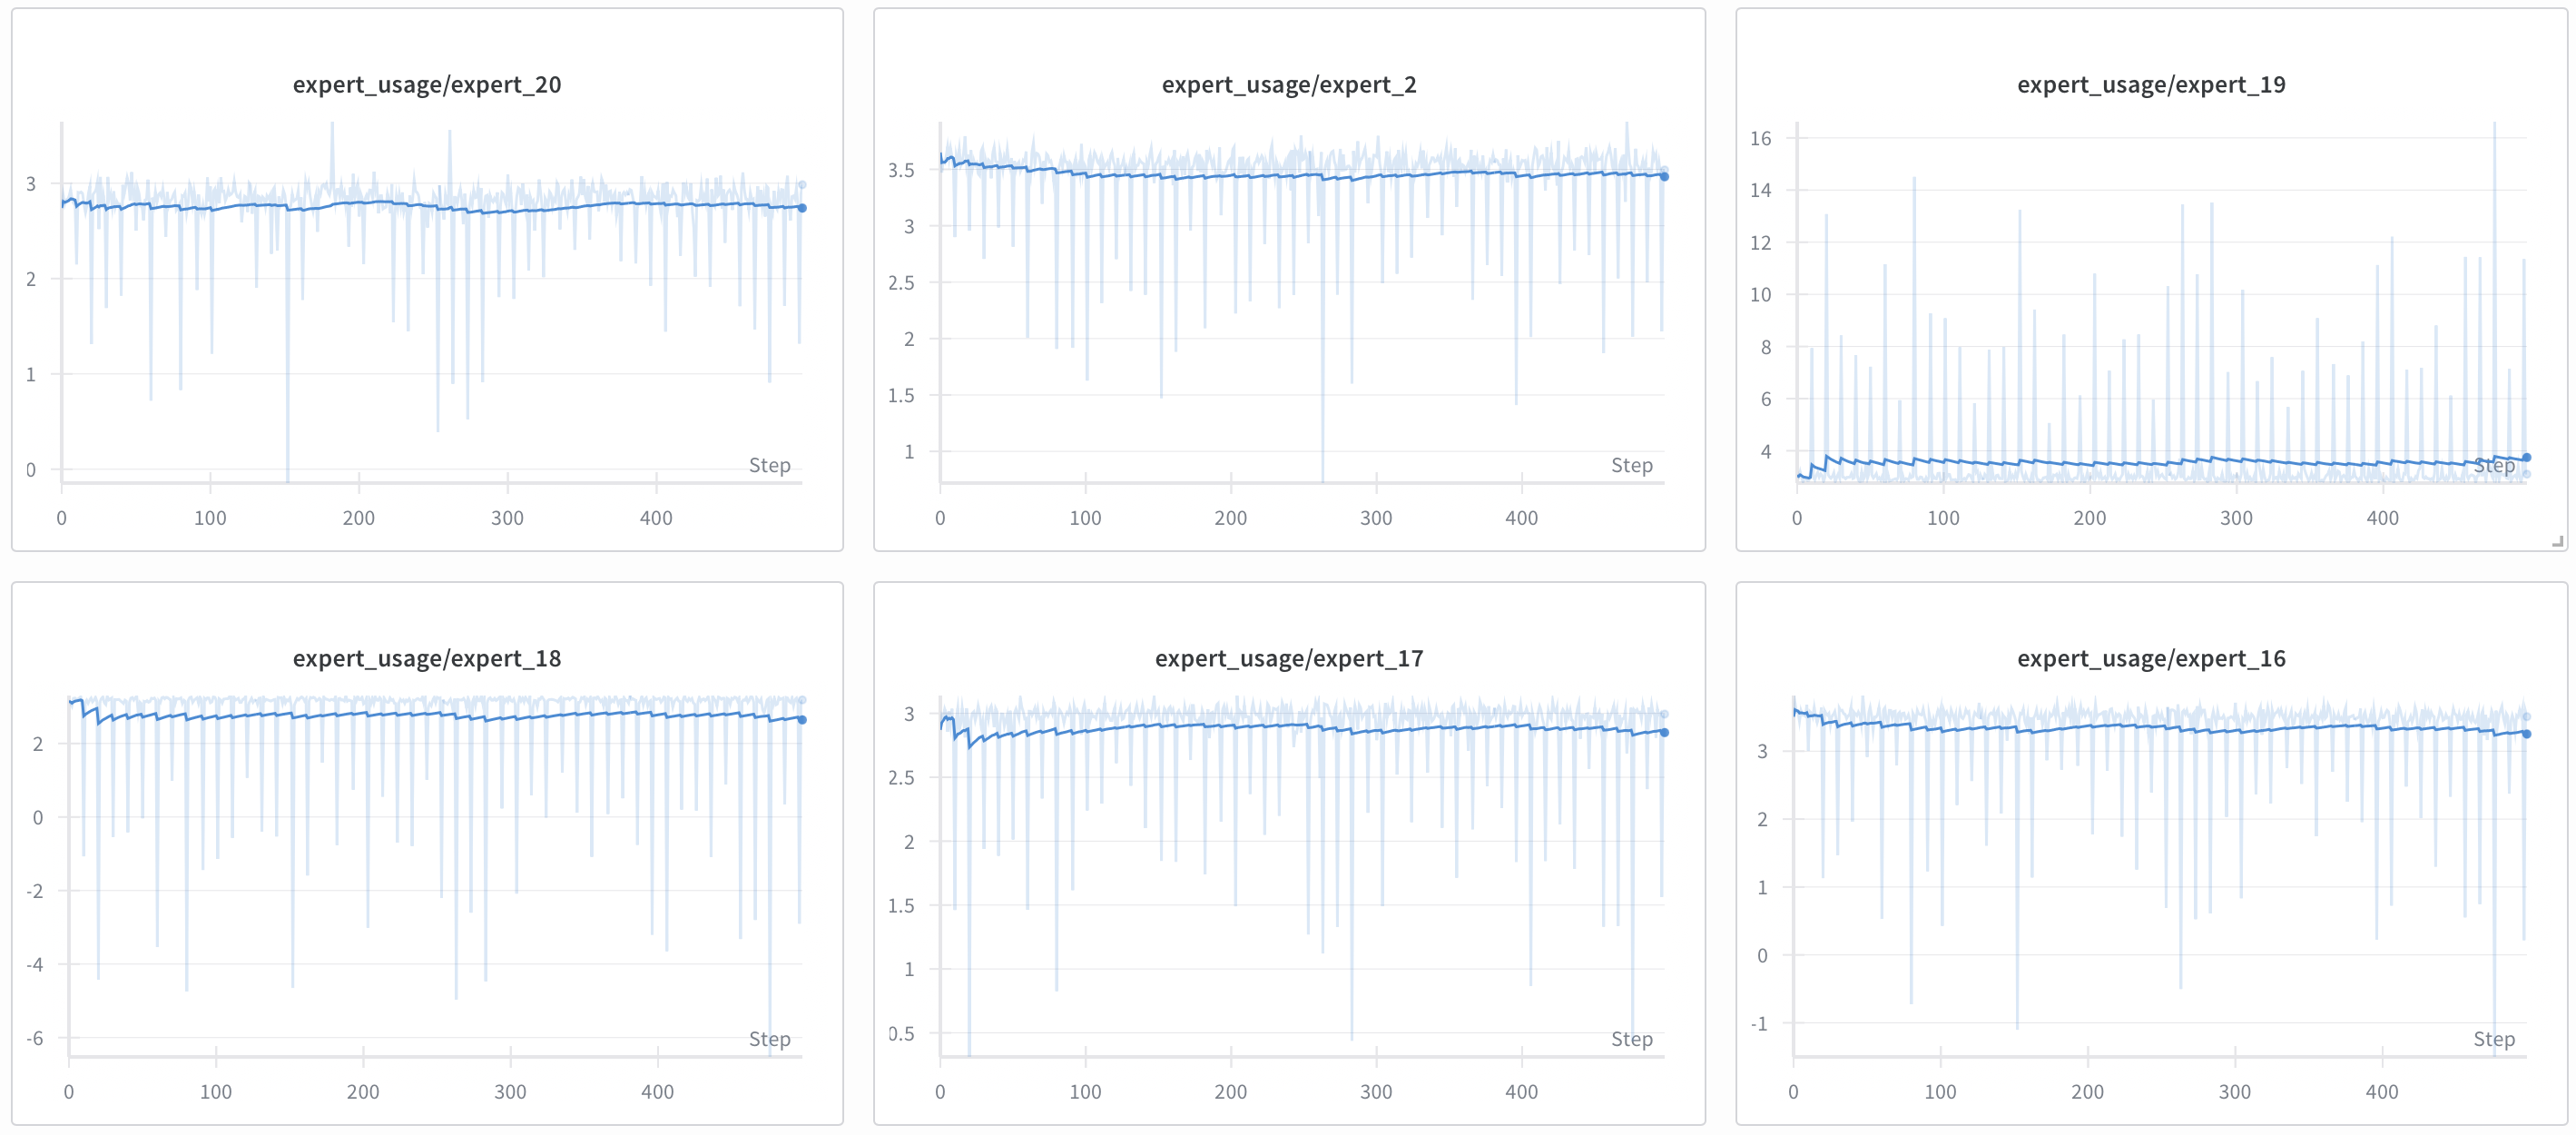 expert_usage/expert_20
3
2
1
0
Step
0 100 200 300 400
expert_usage/expert_2
3.5
3
2.5
2
1.5
1
Step
0 100 200 300 400
expert_usage/expert_19
16
14
12
10
8
6
4
Step
0 100 200 300 400
expert_usage/expert_18
2
0
-2
-4
-6
Step
0 100 200 300 400
expert_usage/expert_17
3
2.5
2
1.5
1
0.5
Step
0 100 200 300 400
expert_usage/expert_16
3
2
1
0
-1
Step
0 100 200 300 400